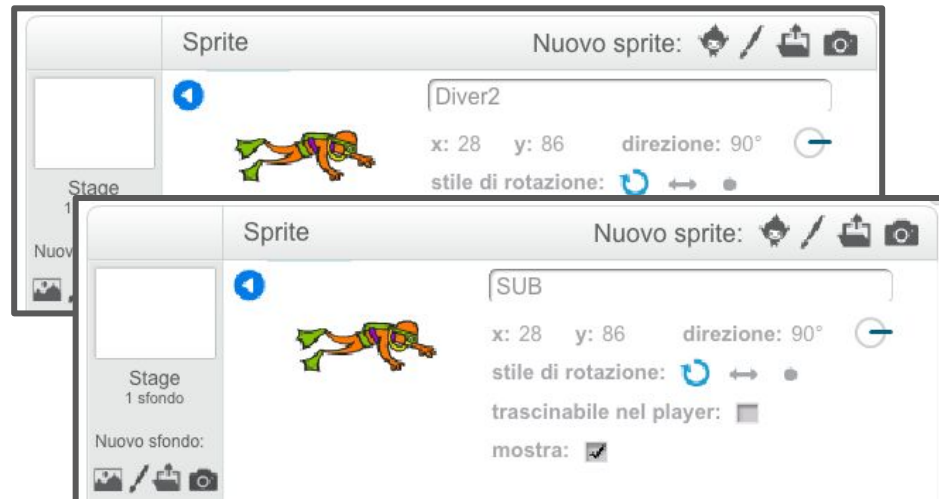 Sprite
Nuovo sprite:
Diver2
x: 28 y: 86 direzione: 90°
stile di rotazione:
Stage
1
Nuov
Sprite
Nuovo sprite:
SUB
x: 28 y: 86 direzione: 90°
stile di rotazione:
trascinabile nel player:
mostra:
Stage
1 sfondo
Nuovo sfondo: